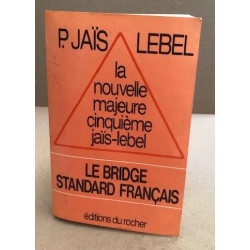 P. JAÏS LEBEL
la
nouvelle
majeure
cinquième
jaïs-lebel
LE BRIDGE
STANDARD FRANÇAIS
éditions du rocher